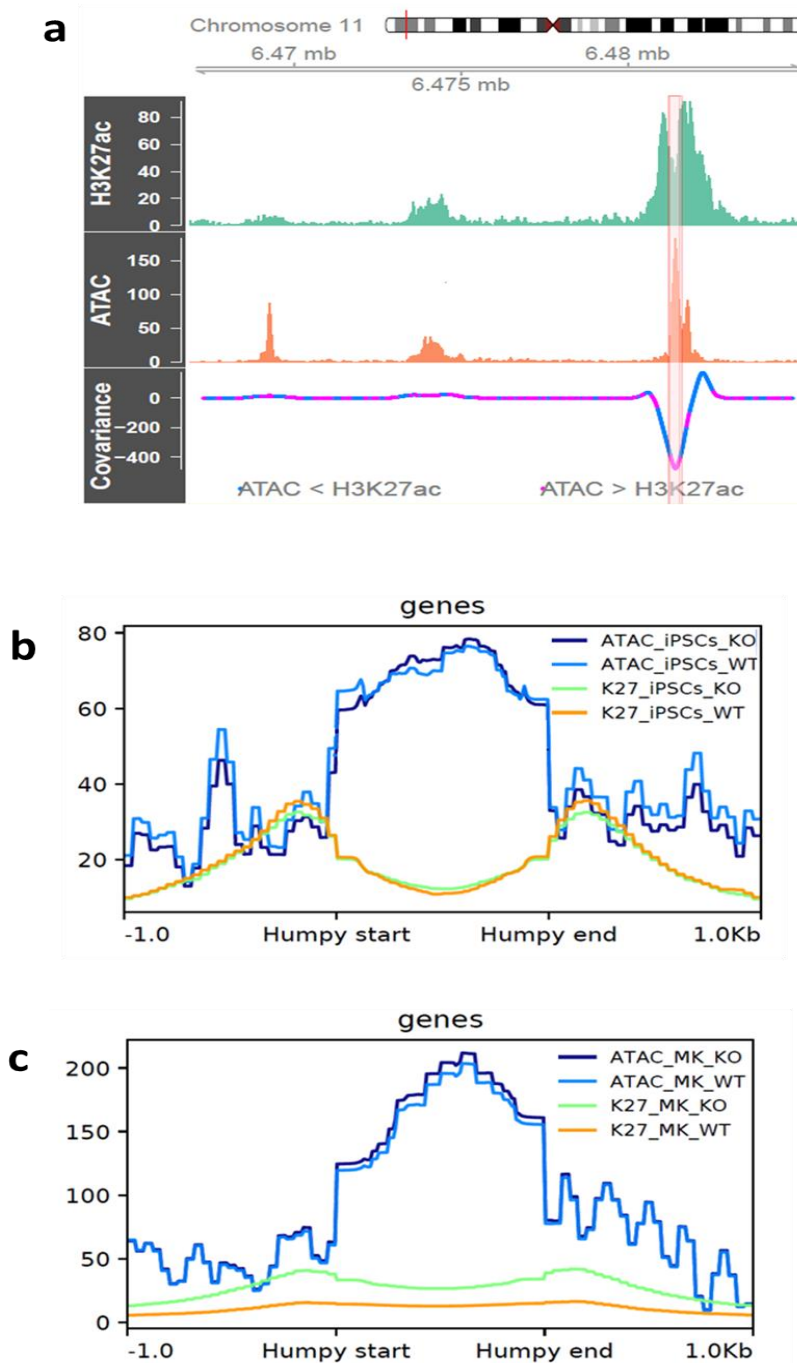 a
Chromosome 11
6.47 mb
6.48 mb
6.475 mb
H3K27ac
80
60
40
20
0
ATAC
150
100
50
0
Covariance
0
−200
−400
ATAC < H3K27ac
ATAC > H3K27ac
b
genes
80
60
40
20
ATAC_iPSCs_KO
ATAC_iPSCs_WT
K27_iPSCs_KO
K27_iPSCs_WT
-1.0
Humpy start
Humpy end
1.0Kb
c
genes
200
150
100
50
0
ATAC_MK_KO
ATAC_MK_WT
K27_MK_KO
K27_MK_WT
-1.0
Humpy start
Humpy end
1.0Kb